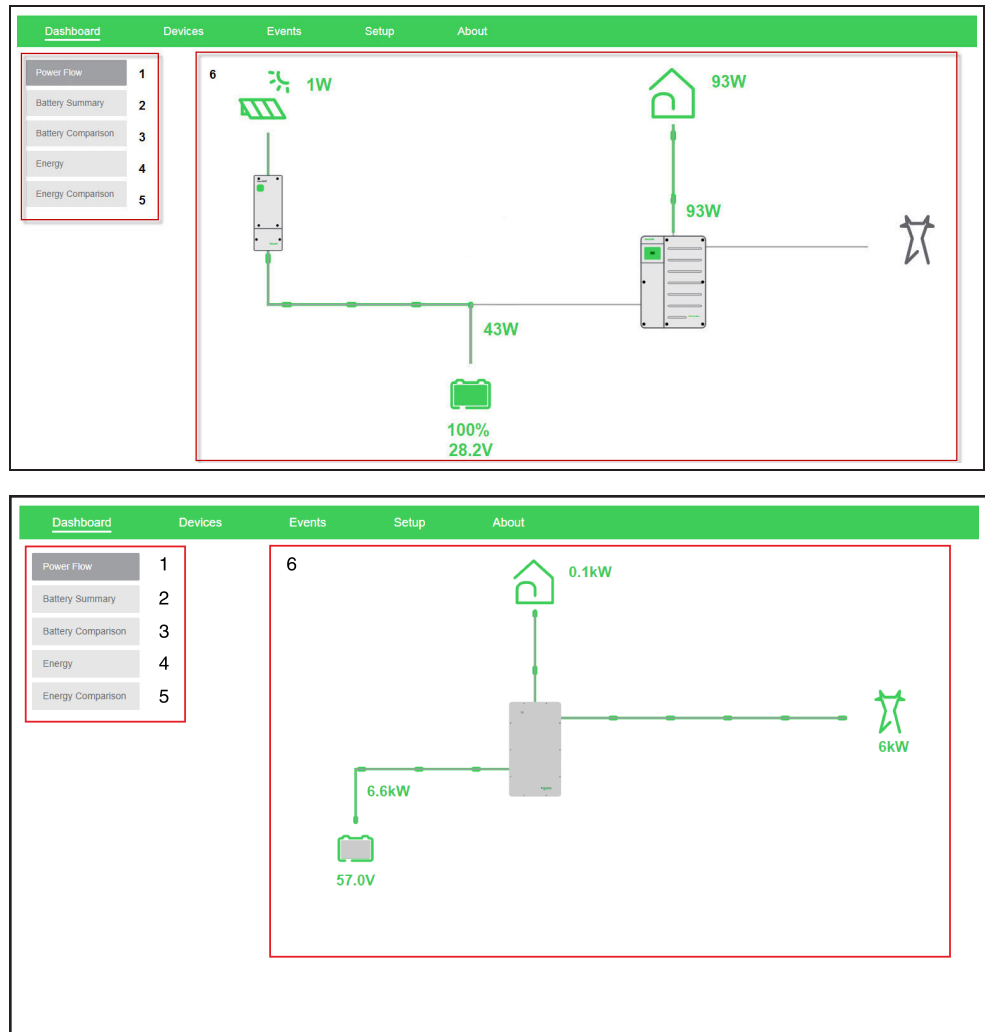 Dashboard Devices Events Setup About
Power Flow 1
Battery Summary 2
Battery Comparison 3
Energy 4
Energy Comparison 5
6
1W
93W
93W
43W
100%
28.2V
Dashboard Devices Events Setup About
Power Flow 1
Battery Summary 2
Battery Comparison 3
Energy 4
Energy Comparison 5
6
0.1kW
6kW
6.6kW
57.0V